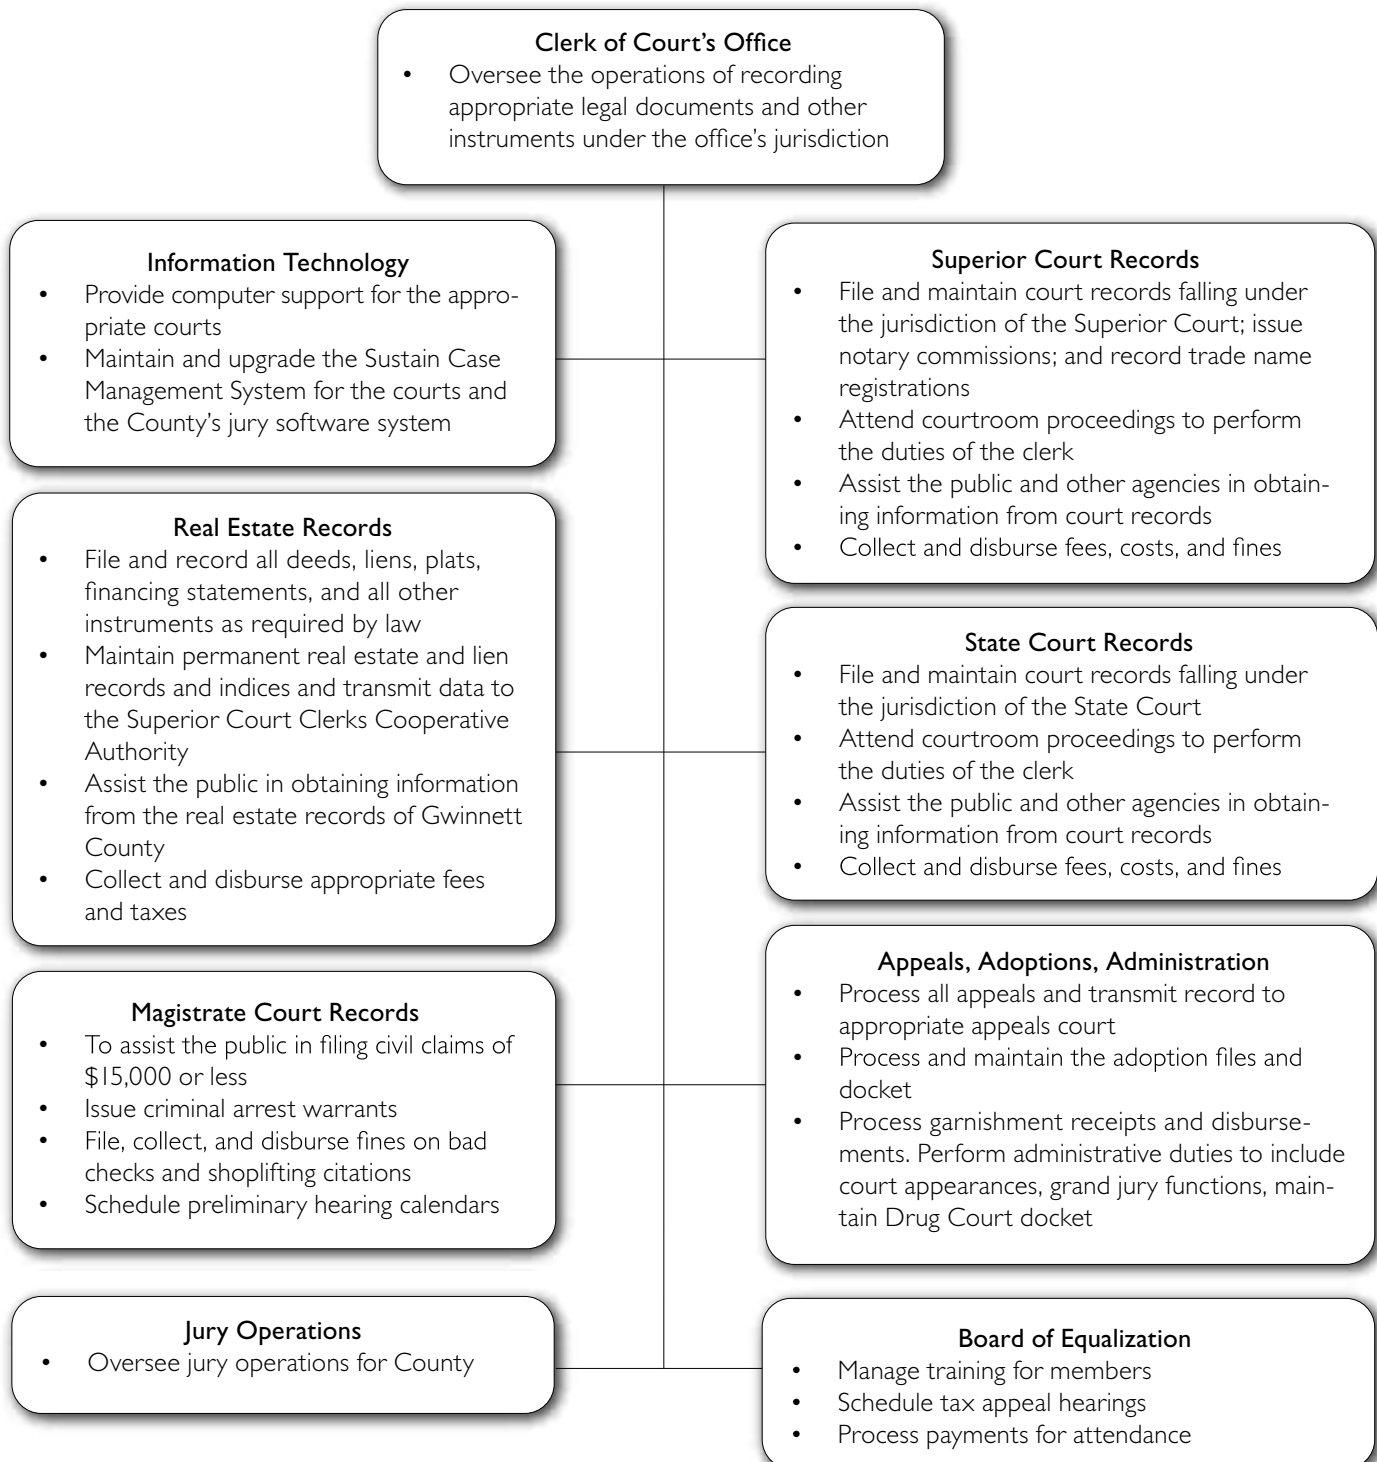 Clerk of Court's Office
• Oversee the operations of recording
appropriate legal documents and other
instruments under the office's jurisdiction
Information Technology
• Provide computer support for the appro-
priate courts
• Maintain and upgrade the Sustain Case
Management System for the courts and
the County's jury software system
Real Estate Records
• File and record all deeds, liens, plats,
financing statements, and all other
instruments as required by law
• Maintain permanent real estate and lien
records and indices and transmit data to
the Superior Court Clerks Cooperative
Authority
• Assist the public in obtaining information
from the real estate records of Gwinnett
County
• Collect and disburse appropriate fees
and taxes
Magistrate Court Records
• To assist the public in filing civil claims of
$15,000 or less
• Issue criminal arrest warrants
• File, collect, and disburse fines on bad
checks and shoplifting citations
• Schedule preliminary hearing calendars
Jury Operations
• Oversee jury operations for County
Superior Court Records
• File and maintain court records falling under
the jurisdiction of the Superior Court; issue
notary commissions; and record trade name
registrations
• Attend courtroom proceedings to perform
the duties of the clerk
• Assist the public and other agencies in obtain-
ing information from court records
• Collect and disburse fees, costs, and fines
State Court Records
• File and maintain court records falling under
the jurisdiction of the State Court
• Attend courtroom proceedings to perform
the duties of the clerk
• Assist the public and other agencies in obtain-
ing information from court records
• Collect and disburse fees, costs, and fines
Appeals, Adoptions, Administration
• Process all appeals and transmit record to
appropriate appeals court
• Process and maintain the adoption files and
docket
• Process garnishment receipts and disburse-
ments. Perform administrative duties to include
court appearances, grand jury functions, main-
tain Drug Court docket
Board of Equalization
• Manage training for members
• Schedule tax appeal hearings
• Process payments for attendance